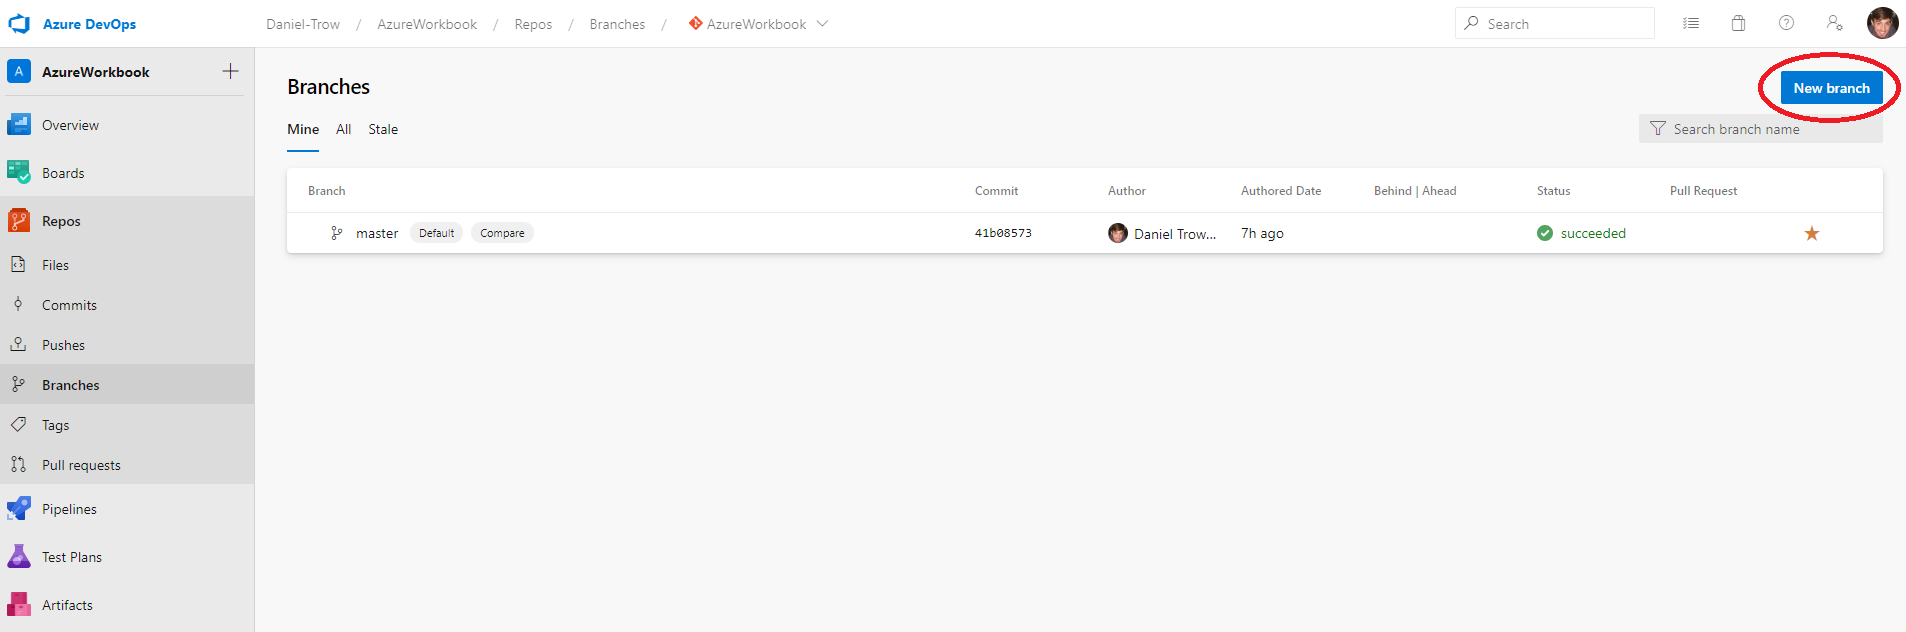 Azure DevOps
Daniel-Trow / AzureWorkbook / Repos / Branches / AzureWorkbook
Search
A AzureWorkbook
Overview
Boards
Repos
Files
Commits
Pushes
Branches
Tags
Pull requests
Pipelines
Test Plans
Artifacts
Branches
New branch
Mine All Stale
Search branch name
Branch Commit Author Authored Date Behind | Ahead Status Pull Request
master Default Compare 41b08573 Daniel Trow... 7h ago succeeded